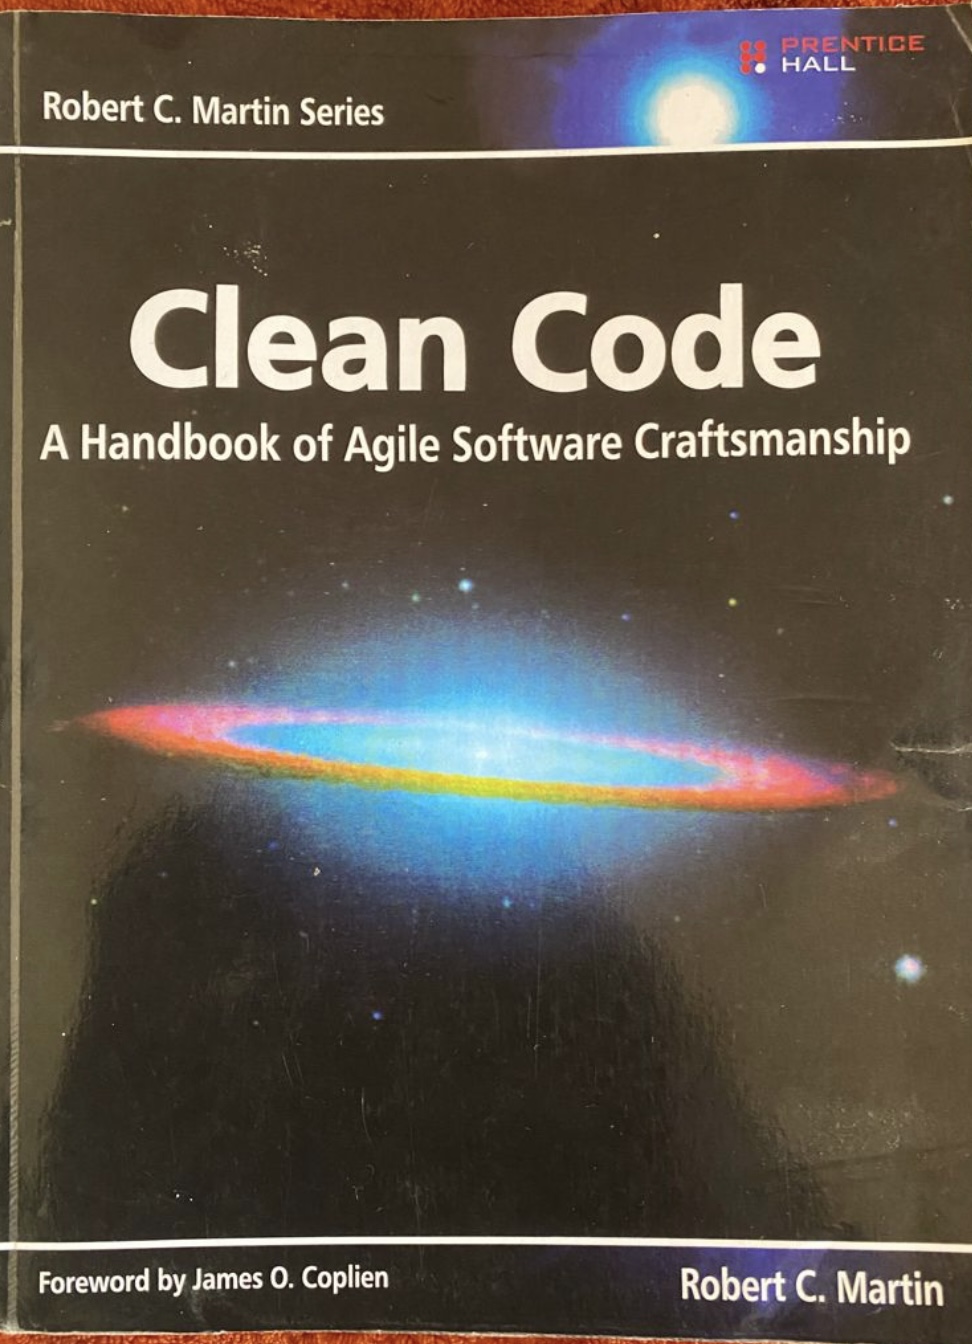 PRENTICE
HALL
Robert C. Martin Series
Clean Code
A Handbook of Agile Software Craftsmanship
Foreword by James O. Coplien
Robert C. Martin